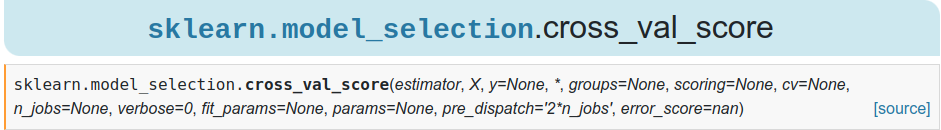 sklearn.model_selection.cross_val_score
sklearn.model_selection.cross_val_score(estimator, X, y=None, *, groups=None, scoring=None, cv=None,
n_jobs=None, verbose=0, fit_params=None, params=None, pre_dispatch='2*n_jobs', error_score=nan) [source]